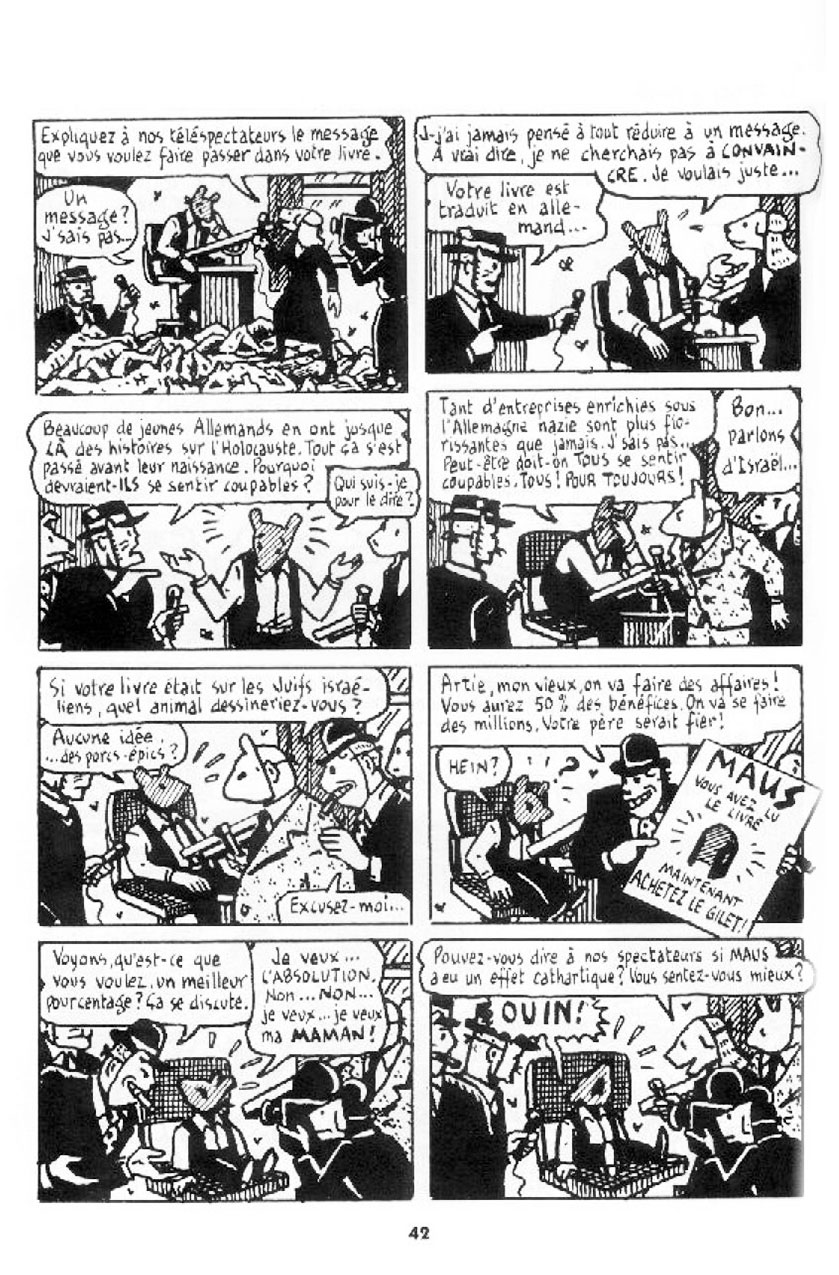 Expliquez à nos téléspectateurs le message
que vous voulez faire passer dans votre livre.
Un
message?
J'sais pas...
J-j'ai jamais pensé à tout réduire à un message.
À vrai dire, je ne cherchais pas à CONVAIN-
CRE. Je voulais juste...
Votre livre est
traduit en alle-
mand...
Beaucoup de jeunes Allemands en ont jusque
LÀ des histoires sur l'Holocauste. Tout ça s'est
passé avant leur naissance. Pourquoi
devraient-ILS se sentir coupables?
Qui suis-je
pour le dire?
Tant d'entreprises enrichies sous
l'Allemagne nazie sont plus flo-
rissantes que jamais. J'sais pas...
Peut-être doit-on TOUS se sentir
coupables. Tous! POUR TOUJOURS!
Bon...
parlons
d'Israël...
Si votre livre était sur les Juifs israé-
liens, quel animal dessineriez-vous?
Aucune idée.
...des porcs-épics?
Excusez-moi...
Artie, mon vieux, on va faire des affaires!
Vous aurez 50% des bénéfices. On va se faire
des millions. Votre père serait fier!
HEIN?
MAUS
VOUS AVEZ LU
LE LIVRE
MAINTENANT
ACHETEZ LE GILET!
Voyons, qu'est-ce que
vous voulez, un meilleur
pourcentage? Ça se discute.
Je veux...
l'ABSOLUTION.
Non... NON...
je veux... je veux
ma MAMAN!
Pouvez-vous dire à nos spectateurs si MAUS
a eu un effet cathartique? Vous sentez-vous mieux?
OUIN!
42